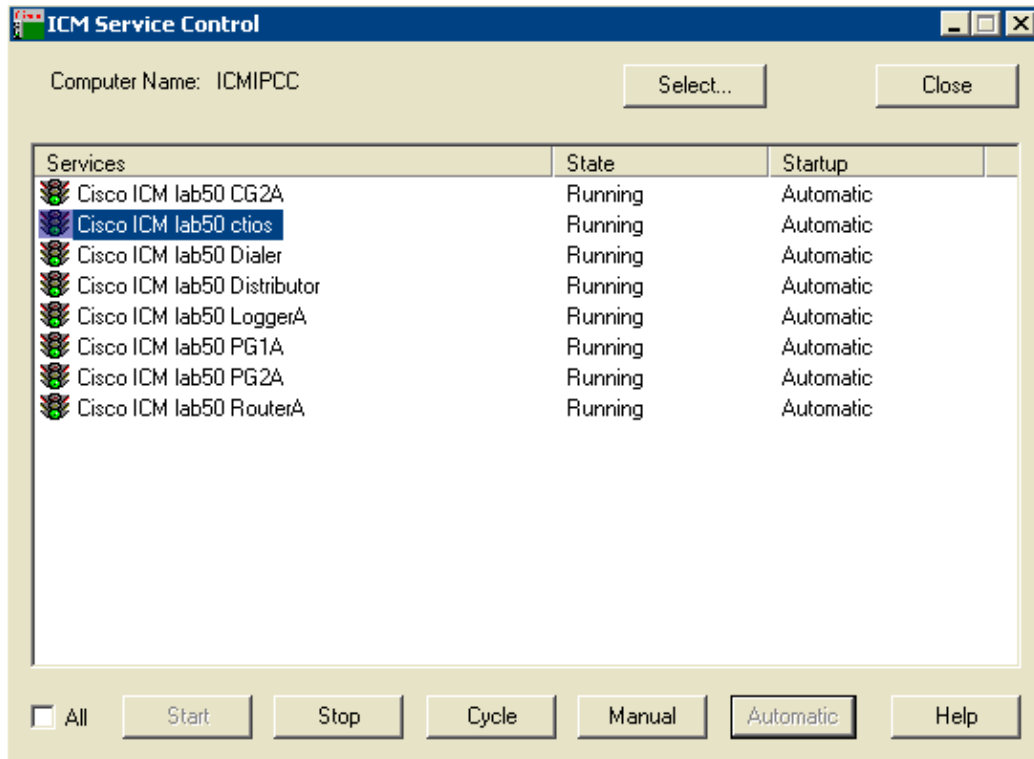 ICM Service Control
Computer Name: ICMIPCC Select... Close
Services State Startup
Cisco ICM lab50 CG2A Running Automatic
Cisco ICM lab50 ctios Running Automatic
Cisco ICM lab50 Dialer Running Automatic
Cisco ICM lab50 Distributor Running Automatic
Cisco ICM lab50 LoggerA Running Automatic
Cisco ICM lab50 PG1A Running Automatic
Cisco ICM lab50 PG2A Running Automatic
Cisco ICM lab50 RouterA Running Automatic
All Start Stop Cycle Manual Automatic Help